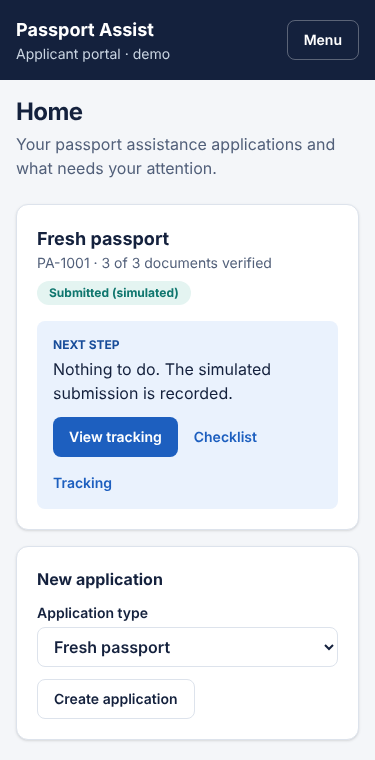 Passport Assist
Applicant portal · demo
Menu
Home
Your passport assistance applications and
what needs your attention.
Fresh passport
PA-1001 · 3 of 3 documents verified
Submitted (simulated)
NEXT STEP
Nothing to do. The simulated
submission is recorded.
View tracking
Checklist
Tracking
New application
Application type
Fresh passport
Create application